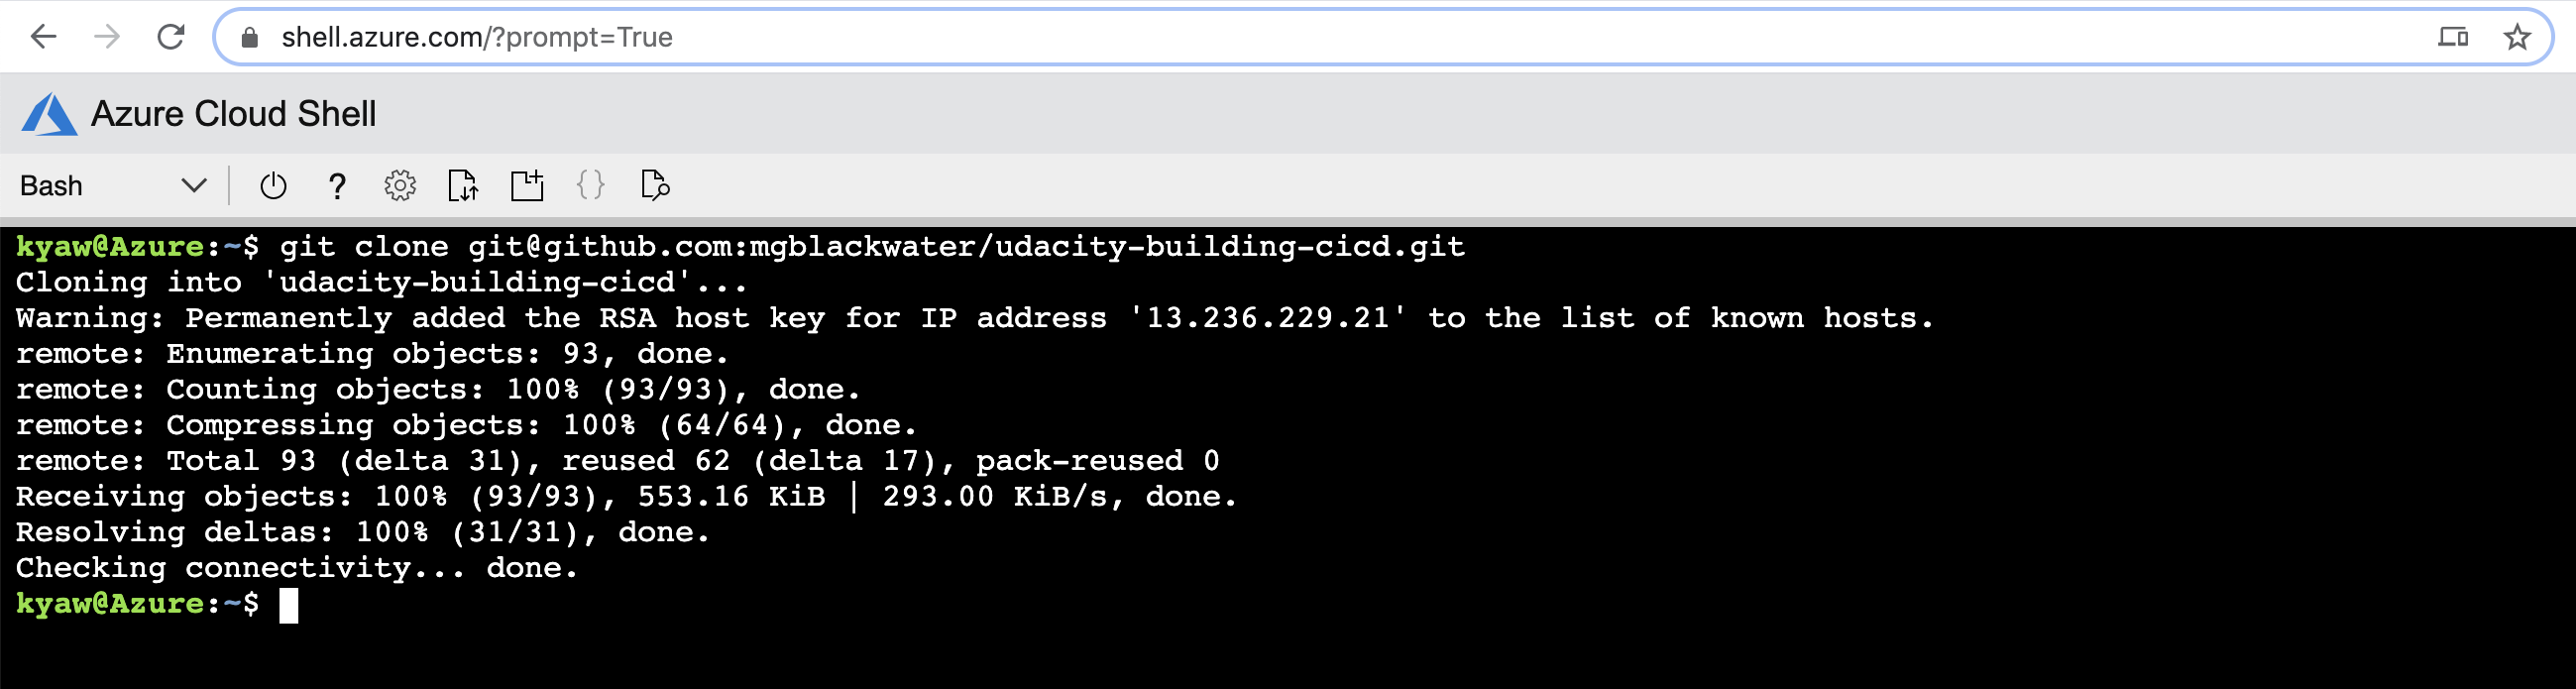 shell.azure.com/?prompt=True
Azure Cloud Shell
Bash
?
kyaw@Azure:~$ git clone git@github.com:mgblackwater/udacity-building-cicd.git
Cloning into 'udacity-building-cicd'...
Warning: Permanently added the RSA host key for IP address '13.236.229.21' to the list of known hosts.
remote: Enumerating objects: 93, done.
remote: Counting objects: 100% (93/93), done.
remote: Compressing objects: 100% (64/64), done.
remote: Total 93 (delta 31), reused 62 (delta 17), pack-reused 0
Receiving objects: 100% (93/93), 553.16 KiB | 293.00 KiB/s, done.
Resolving deltas: 100% (31/31), done.
Checking connectivity... done.
kyaw@Azure:~$